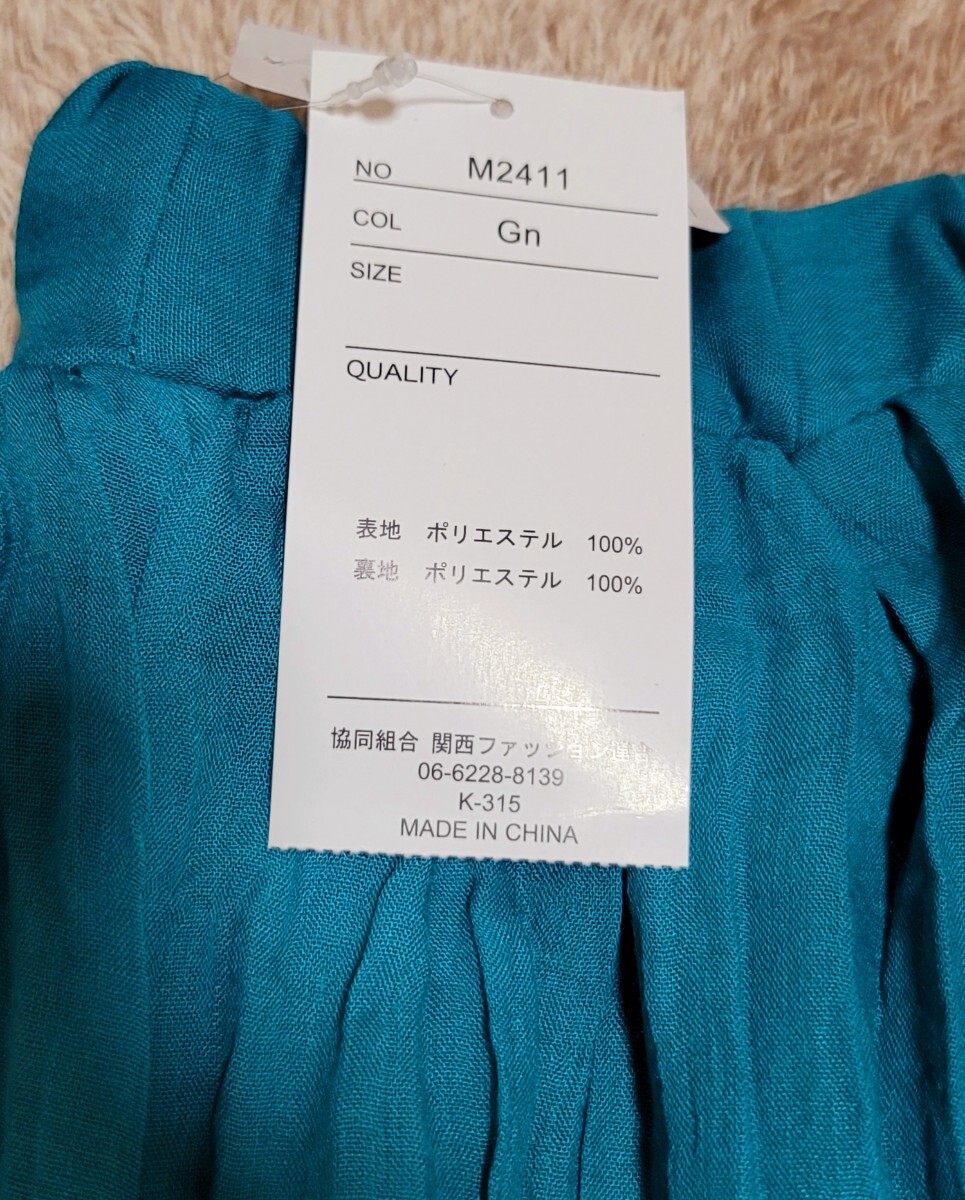 NO M2411
COL Gn
SIZE
QUALITY
表地 ポリエステル 100%
裏地 ポリエステル 100%
協同組合 関西ファッション連合
06-6228-8139
K-315
MADE IN CHINA